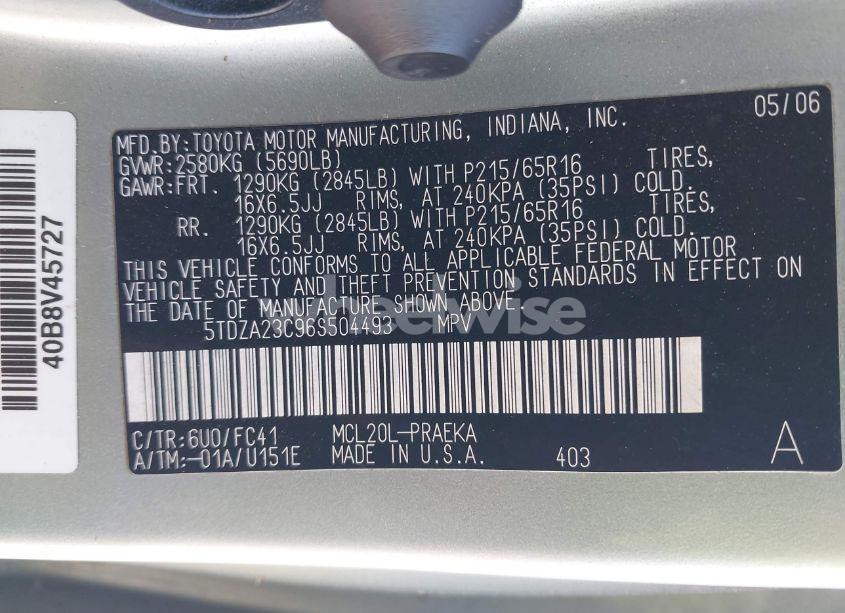 40B8V45727
05/06
MFD.BY:TOYOTA MOTOR MANUFACTURING, INDIANA, INC.
GVWR:2580KG (5690LB)
GAWR:FRT. 1290KG (2845LB) WITH P215/65R16 TIRES,
16X6.5JJ RIMS, AT 240KPA (35PSI) COLD.
RR. 1290KG (2845LB) WITH P215/65R16 TIRES,
16X6.5JJ RIMS, AT 240KPA (35PSI) COLD.
THIS VEHICLE CONFORMS TO ALL APPLICABLE FEDERAL MOTOR
VEHICLE SAFETY AND THEFT PREVENTION STANDARDS IN EFFECT ON
THE DATE OF MANUFACTURE SHOWN ABOVE.
5TDZA23C96S504493 MPV
C/TR:6U0/FC41 MCL20L-PRAEKA
A/TM:-01A/U151E MADE IN U.S.A. 403 A